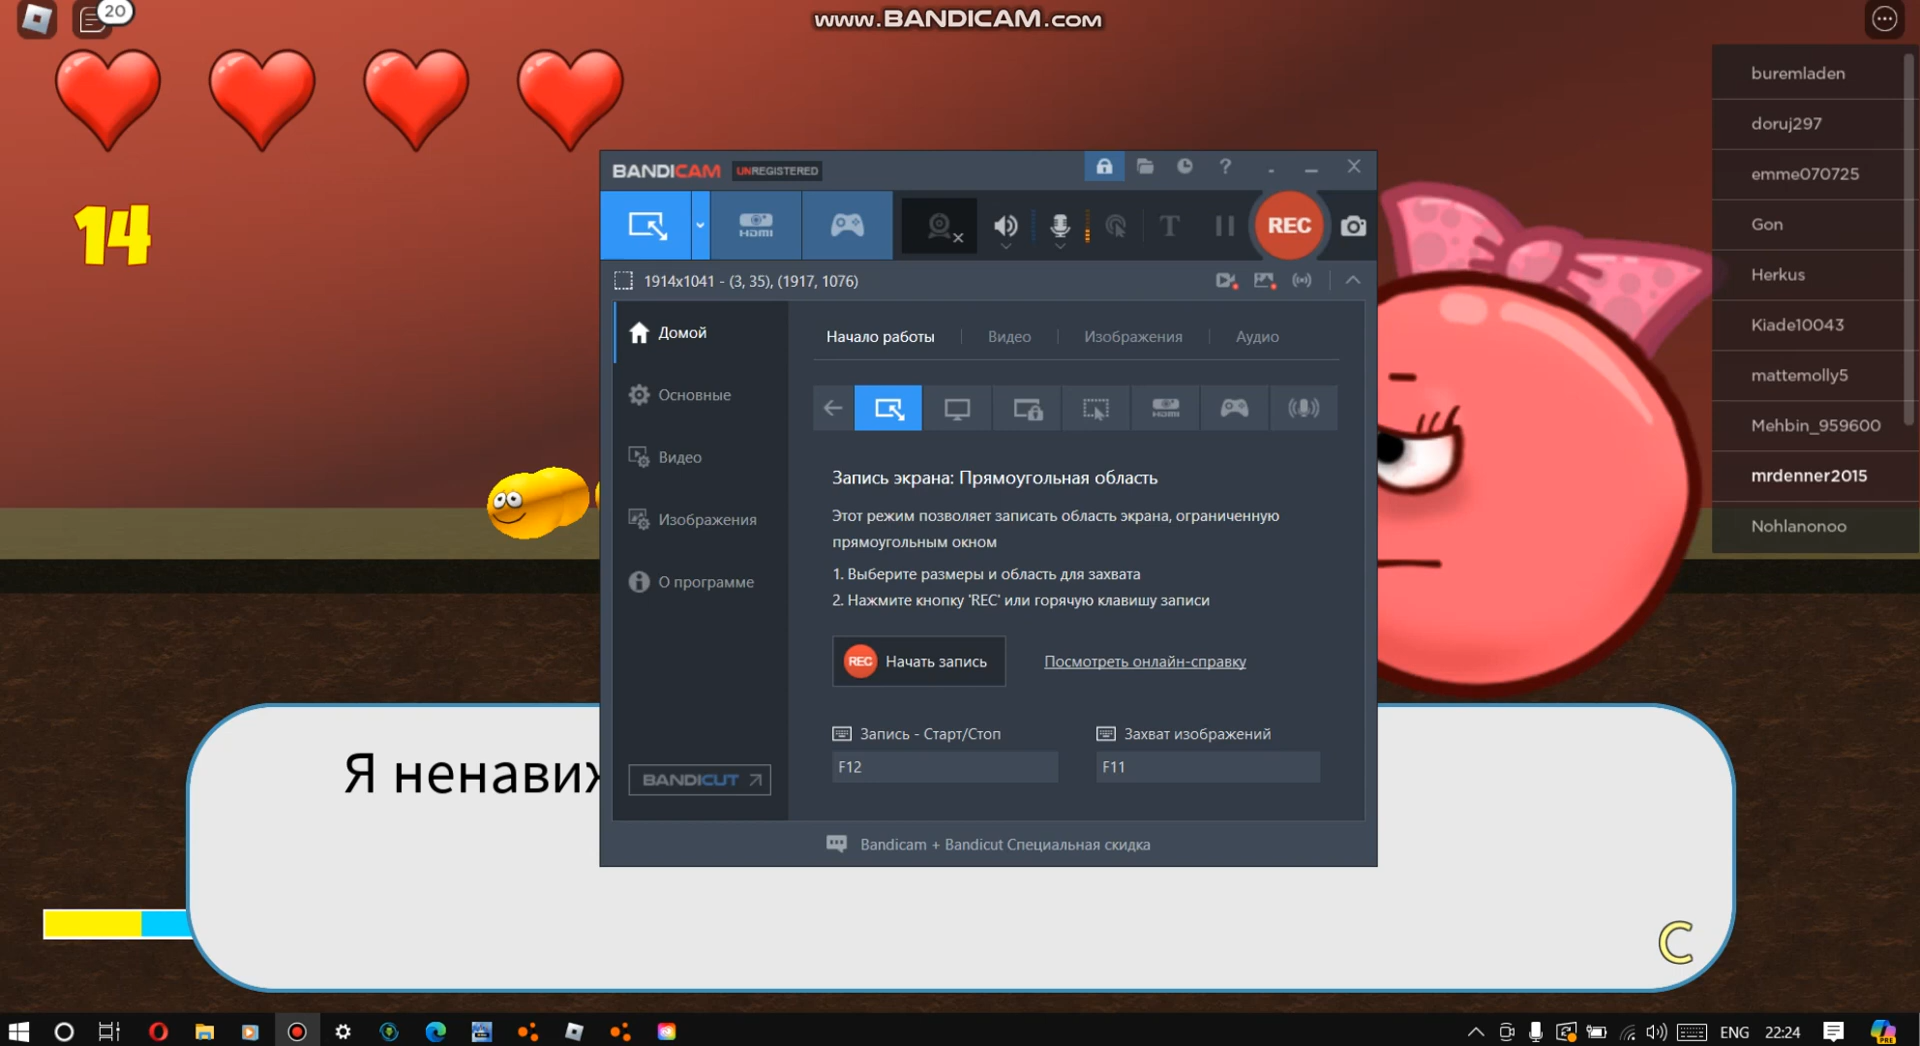 20
www.BANDICAM.com
14
buremladen
doruj297
emme070725
Gon
Herkus
Kiade10043
mattemolly5
Mehbin_959600
mrdenner2015
Nohlanonoo
BANDICAM UNREGISTERED
HDMI
T
REC
1914x1041 - (3, 35), (1917, 1076)
Домой
Основные
Видео
Изображения
О программе
BANDICUT
Начало работы
Видео
Изображения
Аудио
HDMI
Запись экрана: Прямоугольная область
Этот режим позволяет записать область экрана, ограниченную
прямоугольным окном
1. Выберите размеры и область для захвата
2. Нажмите кнопку 'REC' или горячую клавишу записи
REC Начать запись
Посмотреть онлайн-справку
Запись - Старт/Стоп
Захват изображений
F12
F11
Bandicam + Bandicut Специальная скидка
Я ненавиж
C
ENG
22:24
PRE